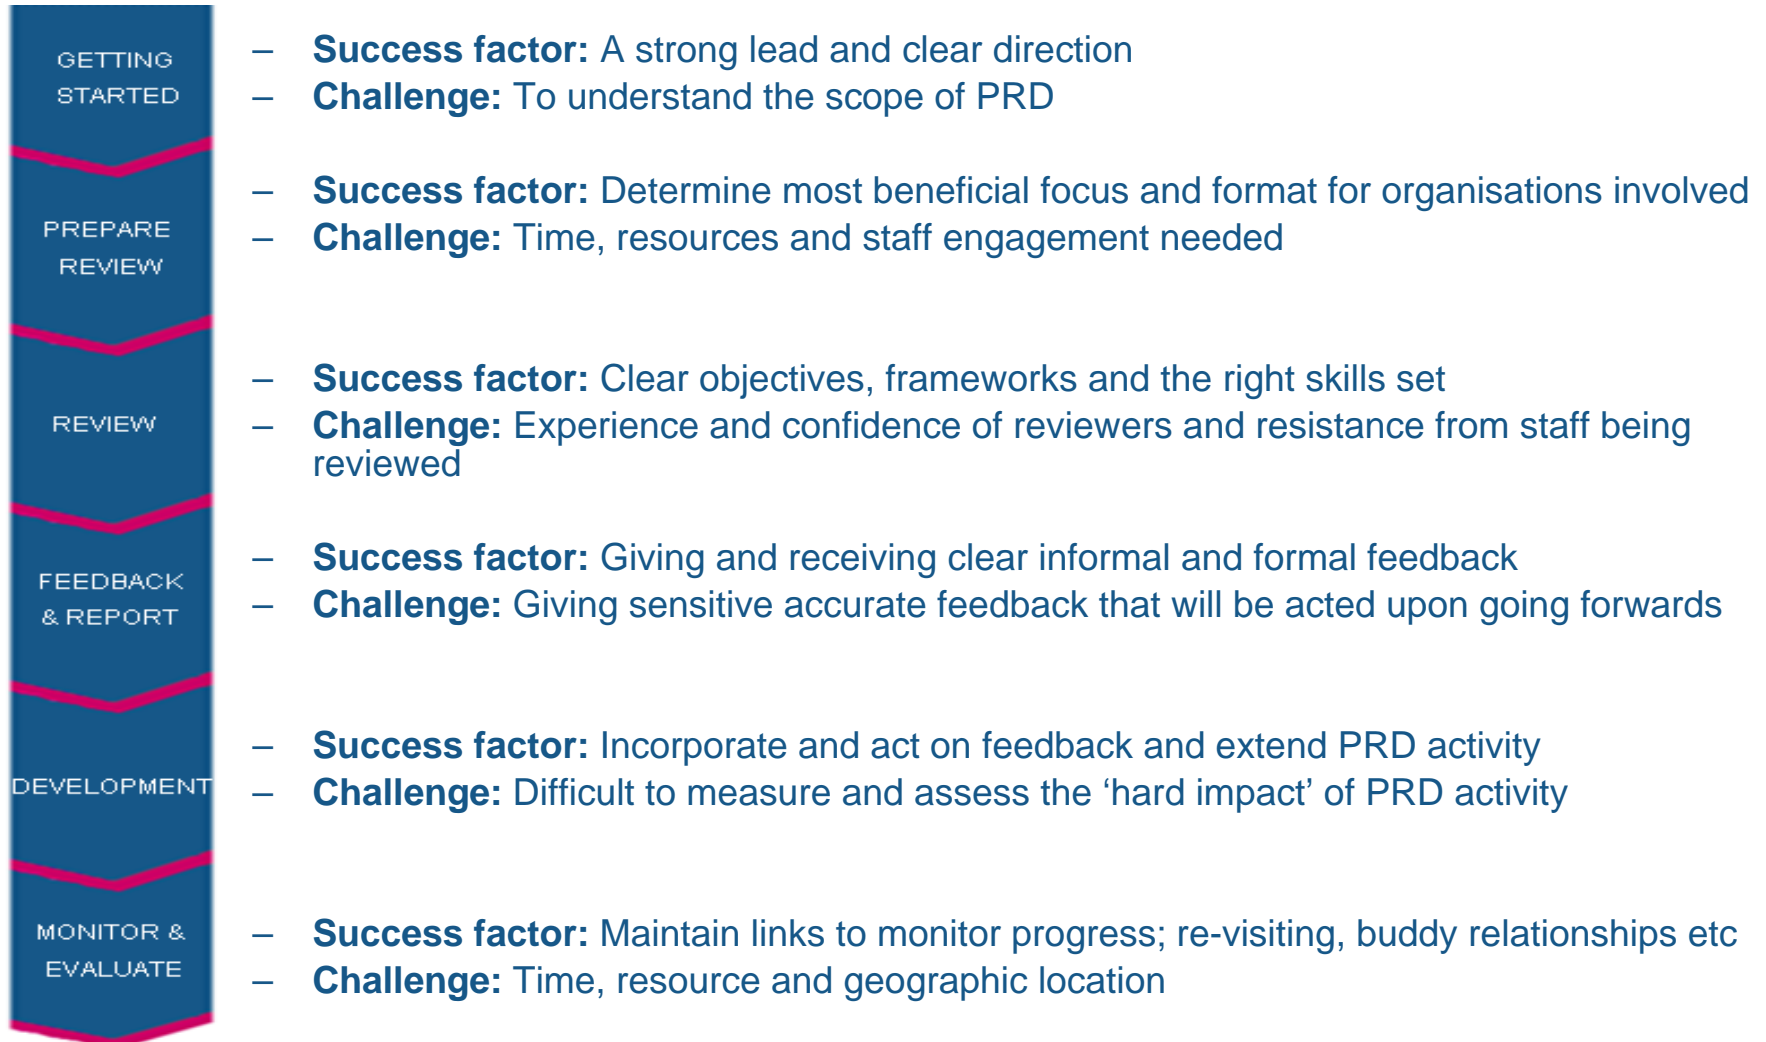 GETTING
STARTED
– Success factor: A strong lead and clear direction
– Challenge: To understand the scope of PRD
PREPARE
REVIEW
– Success factor: Determine most beneficial focus and format for organisations involved
– Challenge: Time, resources and staff engagement needed
REVIEW
– Success factor: Clear objectives, frameworks and the right skills set
– Challenge: Experience and confidence of reviewers and resistance from staff being
reviewed
FEEDBACK
& REPORT
– Success factor: Giving and receiving clear informal and formal feedback
– Challenge: Giving sensitive accurate feedback that will be acted upon going forwards
DEVELOPMENT
– Success factor: Incorporate and act on feedback and extend PRD activity
– Challenge: Difficult to measure and assess the ‘hard impact’ of PRD activity
MONITOR &
EVALUATE
– Success factor: Maintain links to monitor progress; re-visiting, buddy relationships etc
– Challenge: Time, resource and geographic location